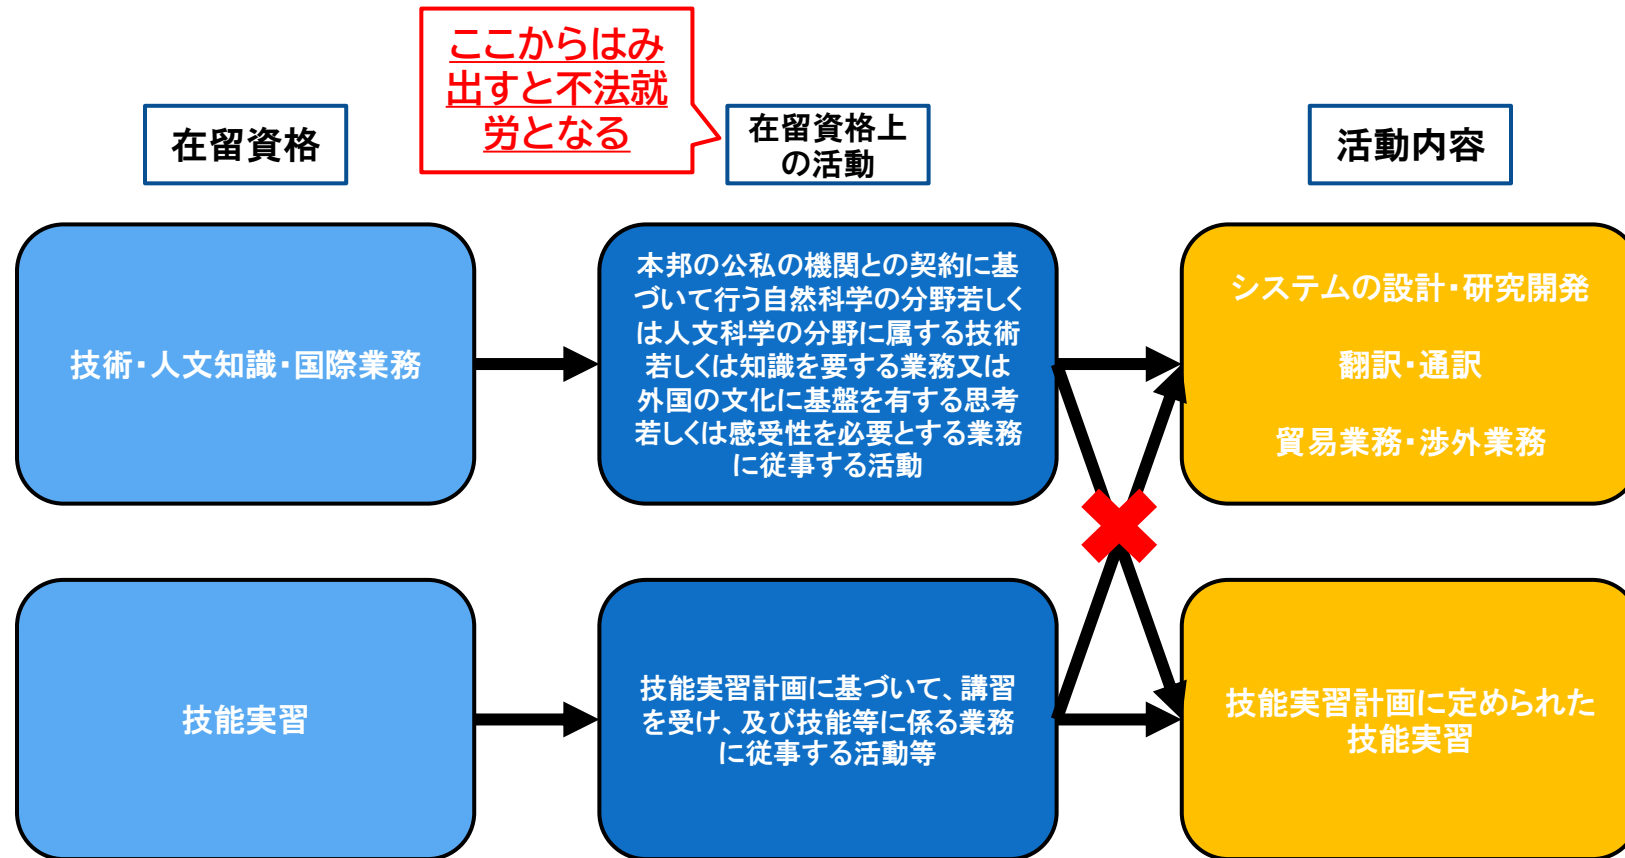 ここからはみ
出すと不法就
労となる
在留資格
在留資格上
の活動
活動内容
技術・人文知識・国際業務
本邦の公私の機関との契約に基
づいて行う自然科学の分野若しく
は人文科学の分野に属する技術
若しくは知識を要する業務又は
外国の文化に基盤を有する思考
若しくは感受性を必要とする業務
に従事する活動
システムの設計・研究開発
翻訳・通訳
貿易業務・渉外業務
技能実習
技能実習計画に基づいて、講習
を受け、及び技能等に係る業務
に従事する活動等
技能実習計画に定められた
技能実習